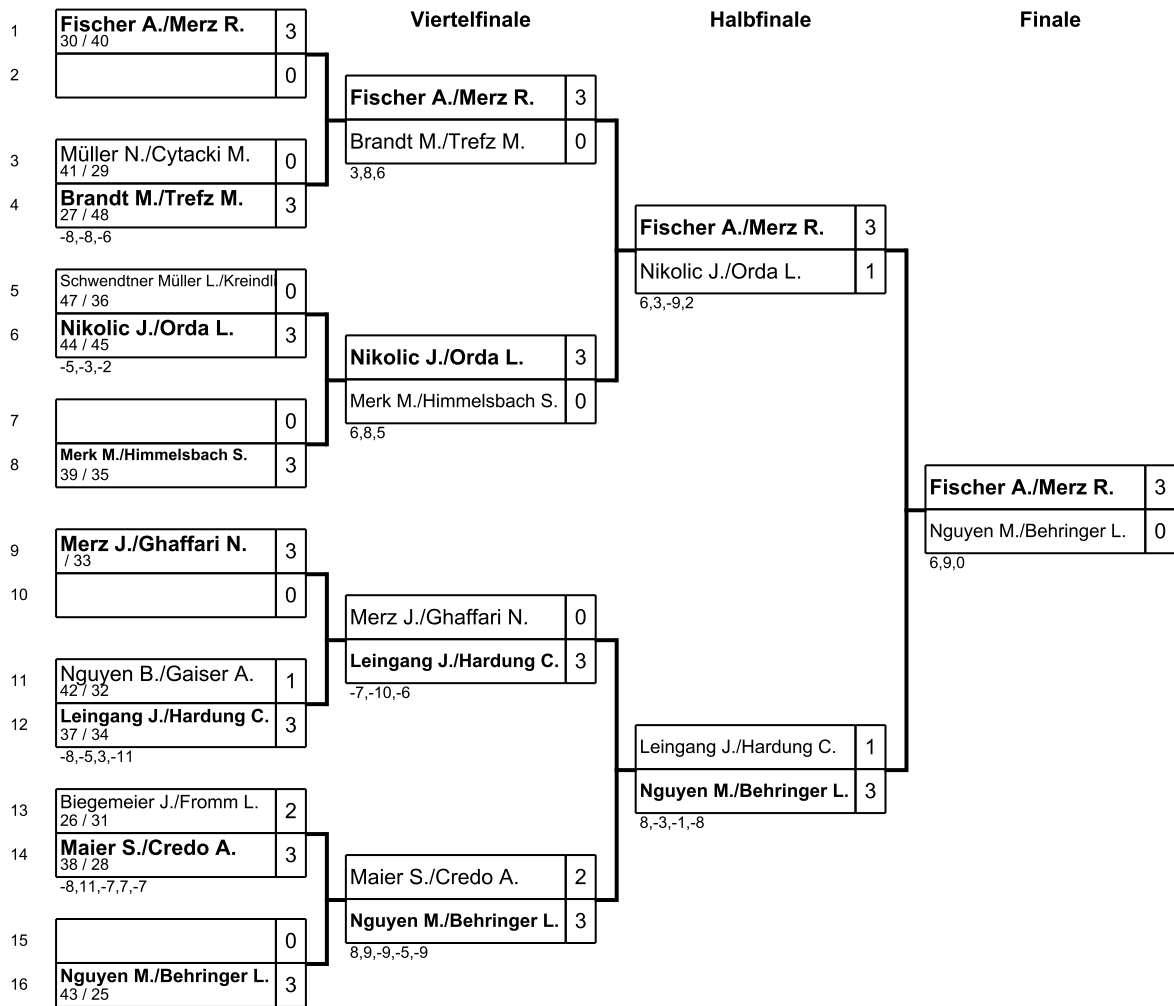 Viertelfinale
Halbfinale
Finale
1 Fischer A./Merz R. 3
30 / 40
2 0
3 Müller N./Cytacki M. 0
41 / 29
4 Brandt M./Trefz M. 3
27 / 48
-8,-8,-6
5 Schwendtner Müller L./Kreindli 0
47 / 36
6 Nikolic J./Orda L. 3
44 / 45
-5,-3,-2
7 0
8 Merk M./Himmelsbach S. 3
39 / 35
9 Merz J./Ghaffari N. 3
/ 33
10 0
11 Nguyen B./Gaiser A. 1
42 / 32
12 Leingang J./Hardung C. 3
37 / 34
-8,-5,3,-11
13 Biegemeier J./Fromm L. 2
26 / 31
14 Maier S./Credo A. 3
38 / 28
-8,11,-7,7,-7
15 0
16 Nguyen M./Behringer L. 3
43 / 25
Fischer A./Merz R. 3
Brandt M./Trefz M. 0
3,8,6
Nikolic J./Orda L. 3
Merk M./Himmelsbach S. 0
6,8,5
Merz J./Ghaffari N. 0
Leingang J./Hardung C. 3
-7,-10,-6
Maier S./Credo A. 2
Nguyen M./Behringer L. 3
8,9,-9,-5,-9
Fischer A./Merz R. 3
Nikolic J./Orda L. 1
6,3,-9,2
Leingang J./Hardung C. 1
Nguyen M./Behringer L. 3
8,-3,-1,-8
Fischer A./Merz R. 3
Nguyen M./Behringer L. 0
6,9,0